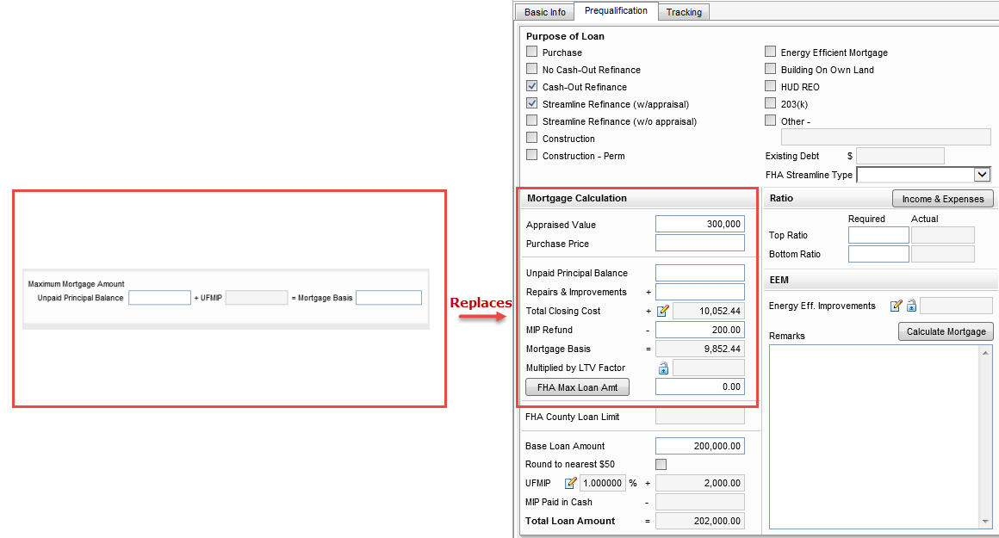 Basic Info Prequalification Tracking
Purpose of Loan
Purchase
No Cash-Out Refinance
Cash-Out Refinance
Streamline Refinance (w/appraisal)
Streamline Refinance (w/o appraisal)
Construction
Construction - Perm
Energy Efficient Mortgage
Building On Own Land
HUD REO
203(k)
Other -
Existing Debt $
FHA Streamline Type
Maximum Mortgage Amount
Unpaid Principal Balance + UFMIP = Mortgage Basis
Replaces
Mortgage Calculation
Appraised Value 300,000
Purchase Price
Unpaid Principal Balance
Repairs & Improvements +
Total Closing Cost + 10,052.44
MIP Refund - 200.00
Mortgage Basis = 9,852.44
Multiplied by LTV Factor
FHA Max Loan Amt 0.00
FHA County Loan Limit
Base Loan Amount 200,000.00
Round to nearest $50
UFMIP 1.000000 % + 2,000.00
MIP Paid in Cash -
Total Loan Amount = 202,000.00
Ratio Income & Expenses
Required Actual
Top Ratio
Bottom Ratio
EEM
Energy Eff. Improvements
Remarks Calculate Mortgage